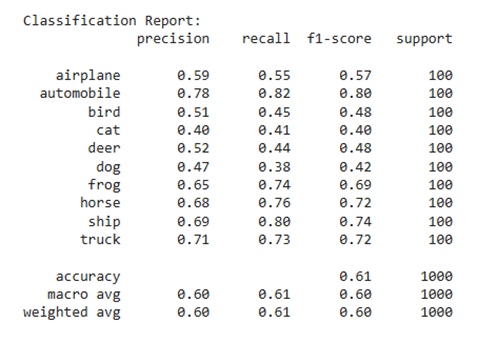 Classification Report:
precision recall f1-score support
airplane 0.59 0.55 0.57 100
automobile 0.78 0.82 0.80 100
bird 0.51 0.45 0.48 100
cat 0.40 0.41 0.40 100
deer 0.52 0.44 0.48 100
dog 0.47 0.38 0.42 100
frog 0.65 0.74 0.69 100
horse 0.68 0.76 0.72 100
ship 0.69 0.80 0.74 100
truck 0.71 0.73 0.72 100
accuracy 0.61 1000
macro avg 0.60 0.61 0.60 1000
weighted avg 0.60 0.61 0.60 1000